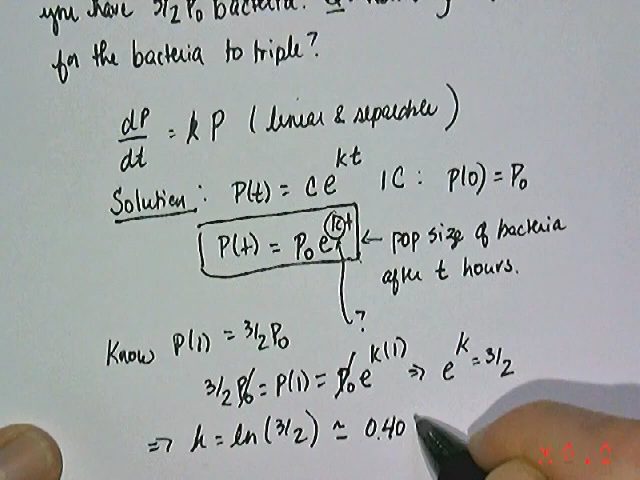 you have 3/2 P₀ bacteria.
for the bacteria to triple?
dP/dt = kP (linear & separable)
Solution: P(t) = Ce^{kt} IC: P(0) = P₀
P(t) = P₀e^{kt} ← pop size of bacteria
after t hours.
?
Know P(1) = 3/2 P₀
3/2 P₀ = P(1) = P₀e^{k(1)} ⇒ e^k = 3/2
⇒ k = ln(3/2) ≃ 0.40